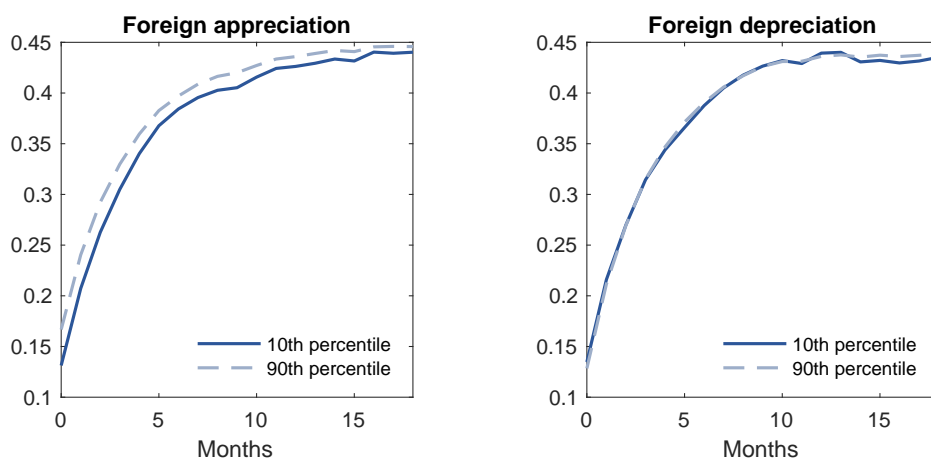 Foreign appreciation
0.45
0.4
0.35
0.3
0.25
0.2
0.15
0.1
0 5 10 15
Months
10th percentile
90th percentile
Foreign depreciation
0.45
0.4
0.35
0.3
0.25
0.2
0.15
0.1
0 5 10 15
Months
10th percentile
90th percentile